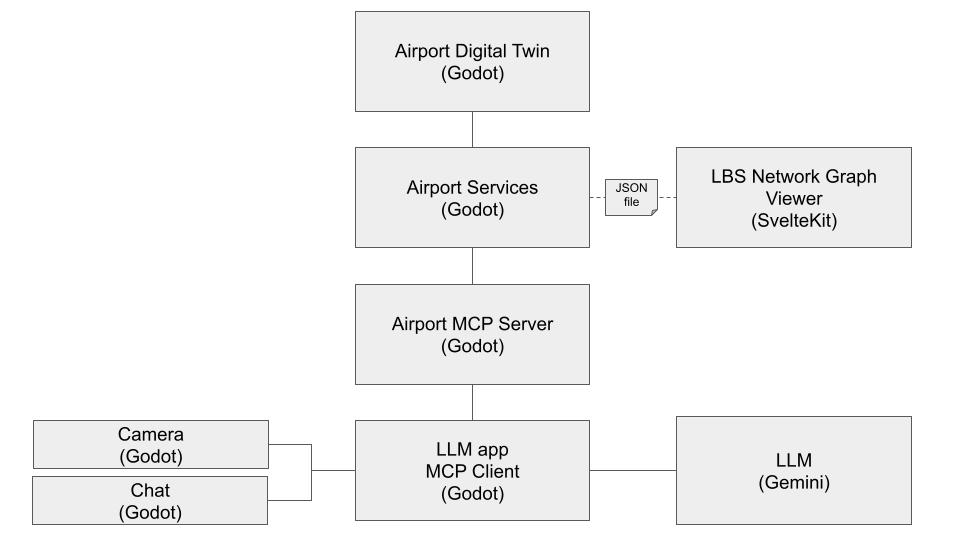 Airport Digital Twin
(Godot)
Airport Services
(Godot)
JSON
file
LBS Network Graph
Viewer
(SvelteKit)
Airport MCP Server
(Godot)
Camera
(Godot)
Chat
(Godot)
LLM app
MCP Client
(Godot)
LLM
(Gemini)